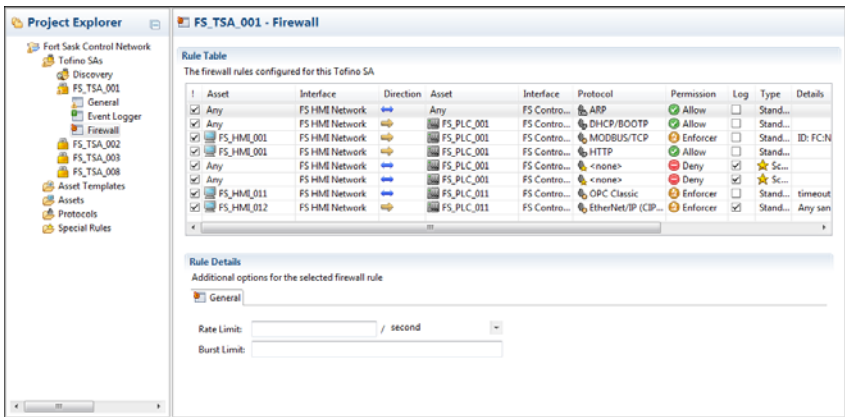 Project Explorer
Fort Sask Control Network
Tofino SAs
Discovery
FS_TSA_001
General
Event Logger
Firewall
FS_TSA_002
FS_TSA_003
FS_TSA_008
Asset Templates
Assets
Protocols
Special Rules
FS_TSA_001 - Firewall
Rule Table
The firewall rules configured for this Tofino SA
! Asset Interface Direction Asset Interface Protocol Permission Log Type Details
Any FS HMI Network Any FS Contro... ARP Allow Stand...
Any FS HMI Network FS_PLC_001 FS Contro... DHCP/BOOTP Allow Stand...
FS_HMI_001 FS HMI Network FS_PLC_001 FS Contro... MODBUS/TCP Enforcer Stand... ID: FC:N
FS_HMI_001 FS HMI Network FS_PLC_001 FS Contro... HTTP Allow Stand...
Any FS HMI Network FS_PLC_001 FS Contro... <none> Deny Sc...
Any FS HMI Network FS_PLC_001 FS Contro... <none> Deny Sc...
FS_HMI_011 FS HMI Network FS_PLC_011 FS Contro... OPC Classic Enforcer Stand... timeout
FS_HMI_012 FS HMI Network FS_PLC_011 FS Contro... EtherNet/IP (CIP... Enforcer Stand... Any san
Rule Details
Additional options for the selected firewall rule
General
Rate Limit: / second
Burst Limit: